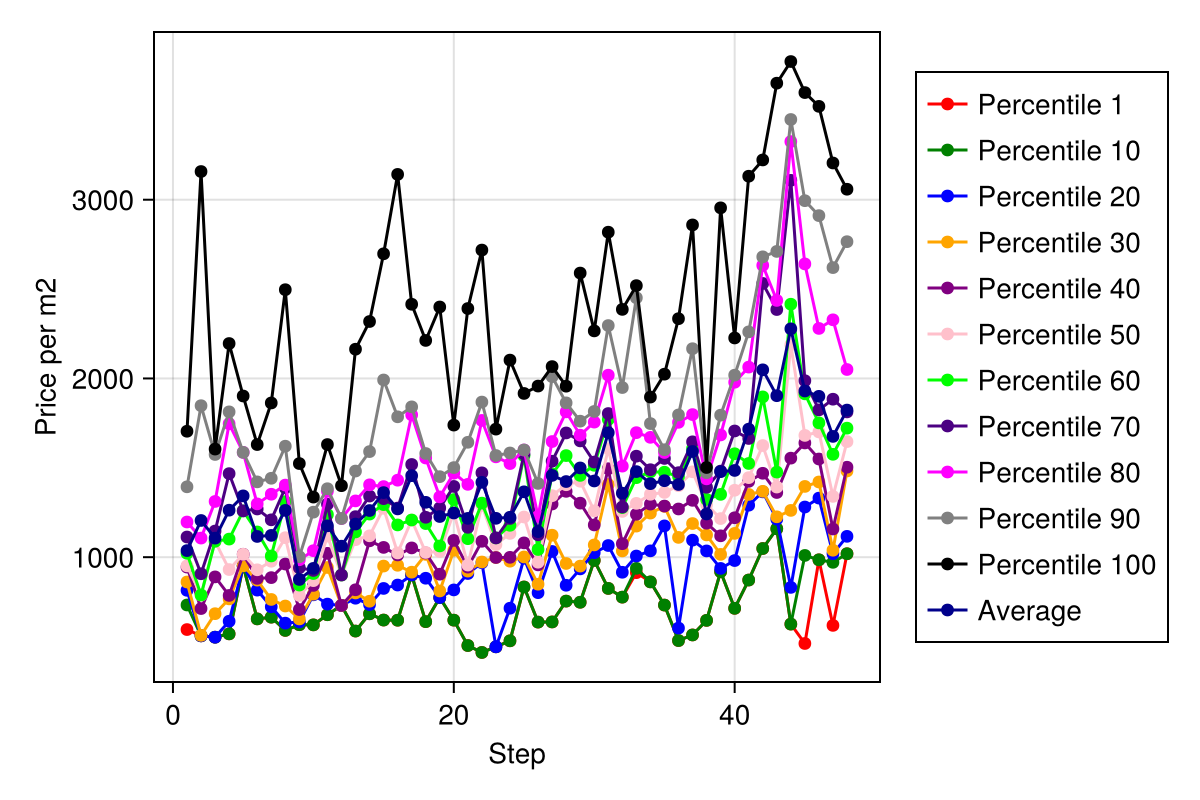 3000
2000
1000
0
20
40
Step
Price per m2
Percentile 1
Percentile 10
Percentile 20
Percentile 30
Percentile 40
Percentile 50
Percentile 60
Percentile 70
Percentile 80
Percentile 90
Percentile 100
Average